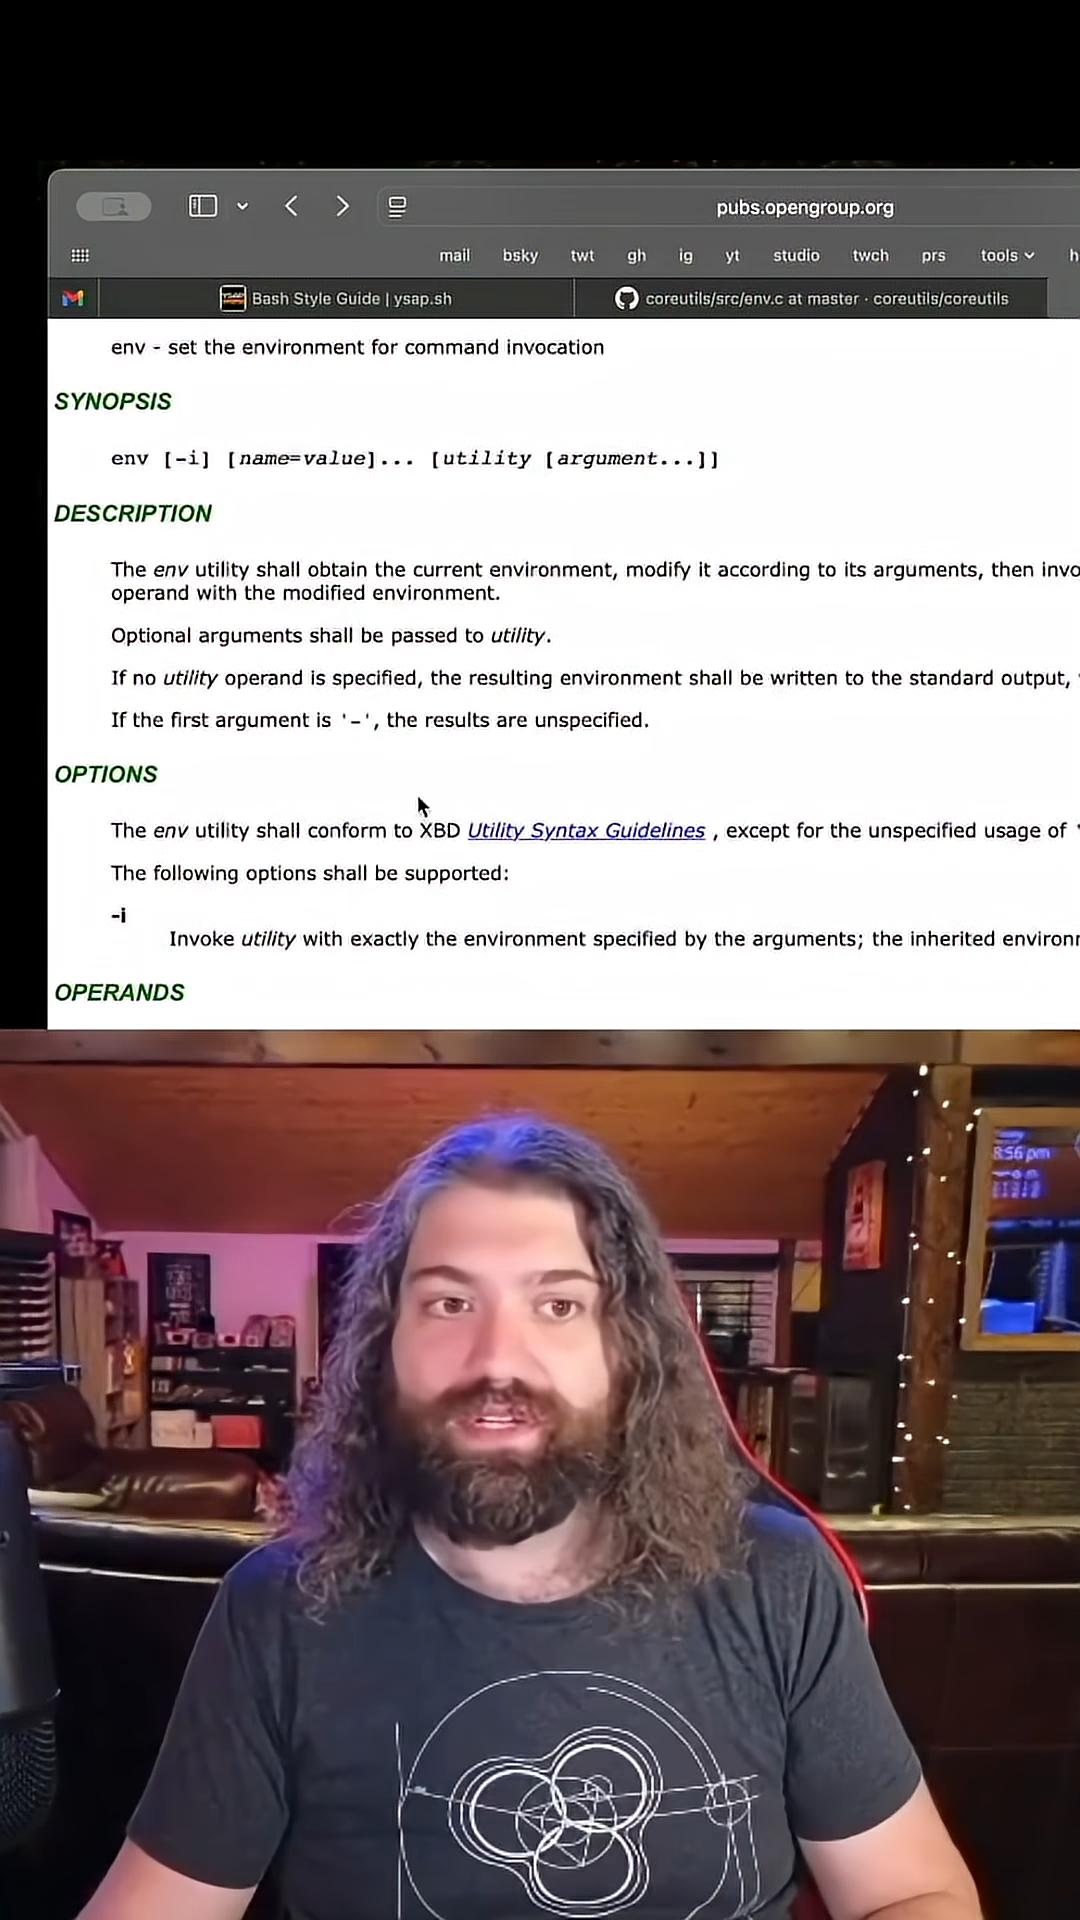 pubs.opengroup.org
mail bsky twt gh ig yt studio twch prs tools
Bash Style Guide | ysap.sh
coreutils/src/env.c at master · coreutils/coreutils
env - set the environment for command invocation
SYNOPSIS
env [-i] [name=value]... [utility [argument...]]
DESCRIPTION
The env utility shall obtain the current environment, modify it according to its arguments, then invo
operand with the modified environment.
Optional arguments shall be passed to utility.
If no utility operand is specified, the resulting environment shall be written to the standard output,
If the first argument is '-', the results are unspecified.
OPTIONS
The env utility shall conform to XBD Utility Syntax Guidelines , except for the unspecified usage of '
The following options shall be supported:
-i
Invoke utility with exactly the environment specified by the arguments; the inherited environ
OPERANDS
8:56 pm